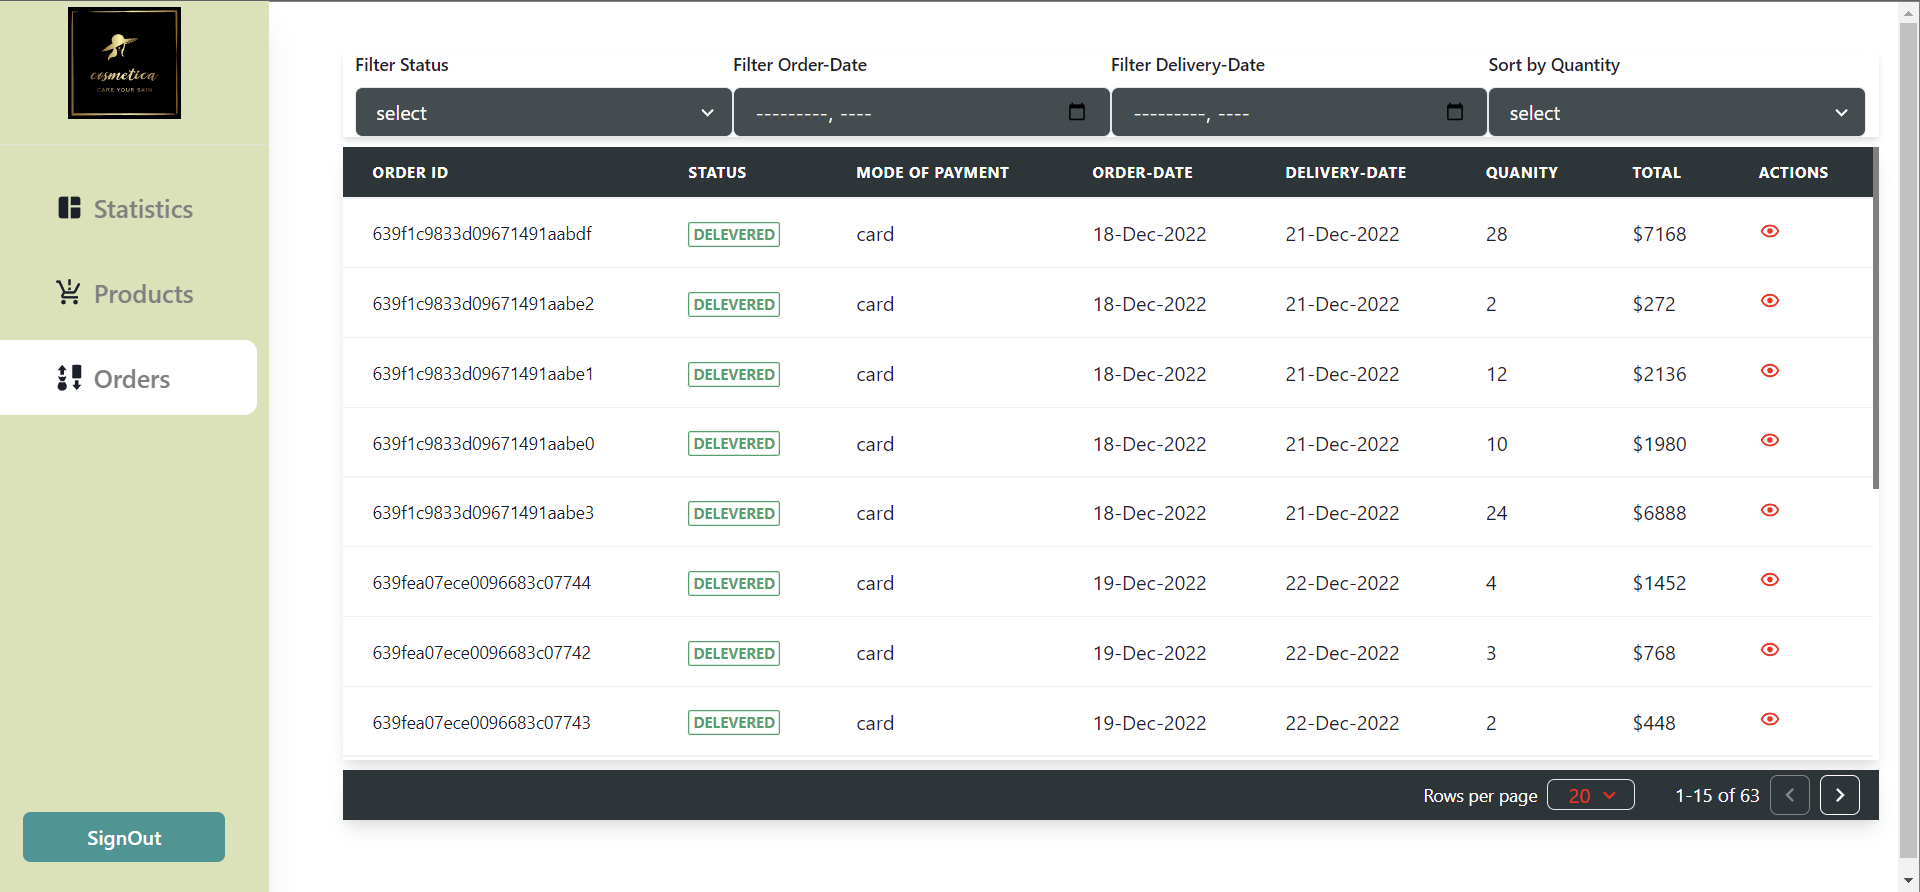 cosmetica
CARE YOUR SKIN
Statistics
Products
Orders
SignOut
Filter Status Filter Order-Date Filter Delivery-Date Sort by Quantity
select ---------, ---- ---------, ---- select
ORDER ID STATUS MODE OF PAYMENT ORDER-DATE DELIVERY-DATE QUANITY TOTAL ACTIONS
639f1c9833d09671491aabdf DELEVERED card 18-Dec-2022 21-Dec-2022 28 $7168
639f1c9833d09671491aabe2 DELEVERED card 18-Dec-2022 21-Dec-2022 2 $272
639f1c9833d09671491aabe1 DELEVERED card 18-Dec-2022 21-Dec-2022 12 $2136
639f1c9833d09671491aabe0 DELEVERED card 18-Dec-2022 21-Dec-2022 10 $1980
639f1c9833d09671491aabe3 DELEVERED card 18-Dec-2022 21-Dec-2022 24 $6888
639fea07ece0096683c07744 DELEVERED card 19-Dec-2022 22-Dec-2022 4 $1452
639fea07ece0096683c07742 DELEVERED card 19-Dec-2022 22-Dec-2022 3 $768
639fea07ece0096683c07743 DELEVERED card 19-Dec-2022 22-Dec-2022 2 $448
Rows per page 20 1-15 of 63